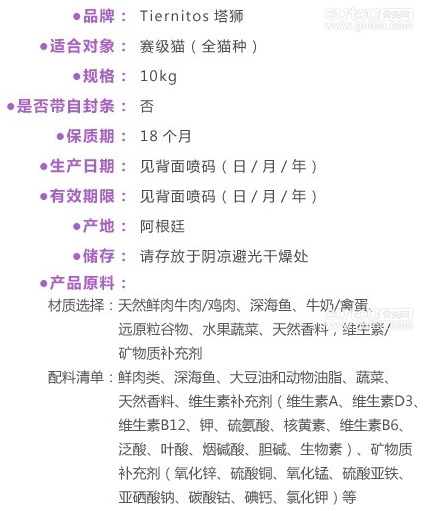 ●品牌： Tiernitos 塔狮
●适合对象： 赛级猫（全猫种）
●规格： 10kg
●是否带自封条： 否
●保质期： 18 个月
●生产日期： 见背面喷码（日 / 月 / 年）
●有效期限： 见背面喷码（日 / 月 / 年）
●产地： 阿根廷
●储存： 请存放于阴凉避光干燥处
●产品原料：
材质选择：天然鲜肉牛肉/鸡肉、深海鱼、牛奶/禽蛋、
远原粒谷物、水果蔬菜、天然香料，维生素/
矿物质补充剂
配料清单：鲜肉类、深海鱼、大豆油和动物油脂、蔬菜、
天然香料、维生素补充剂（维生素A、维生素D3、
维生素B12、钾、硫氨酸、核黄素、维生素B6、
泛酸、叶酸、烟碱酸、胆碱、生物素）、矿物质
补充剂（氧化锌、硫酸铜、氧化锰、硫酸亚铁、
亚硒酸钠、碳酸钴、碘钙、氯化钾）等